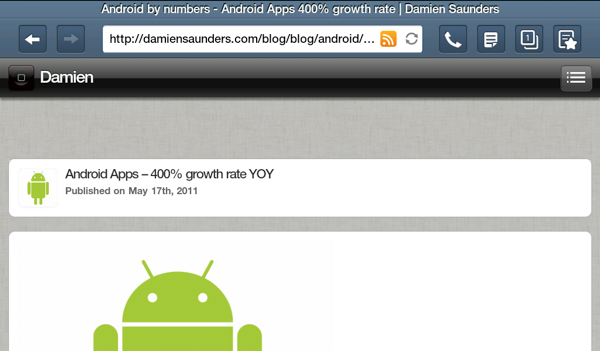 Android by numbers - Android Apps 400% growth rate | Damien Saunders
http://damiensaunders.com/blog/blog/android/...
1
Damien
Android Apps – 400% growth rate YOY
Published on May 17th, 2011